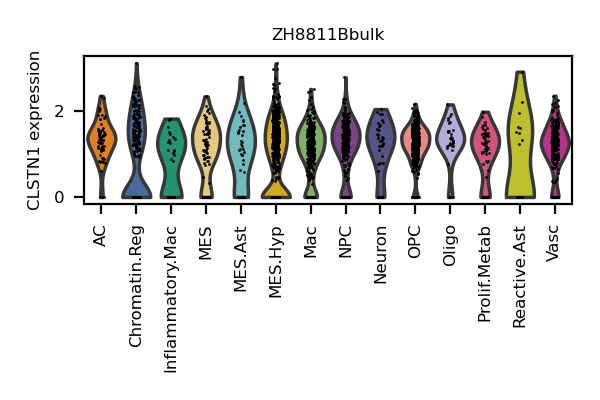 ZH8811Bbulk
CLSTN1 expression
2
0
AC
Chromatin.Reg
Inflammatory.Mac
MES
MES.Ast
MES.Hyp
Mac
NPC
Neuron
OPC
Oligo
Prolif.Metab
Reactive.Ast
Vasc